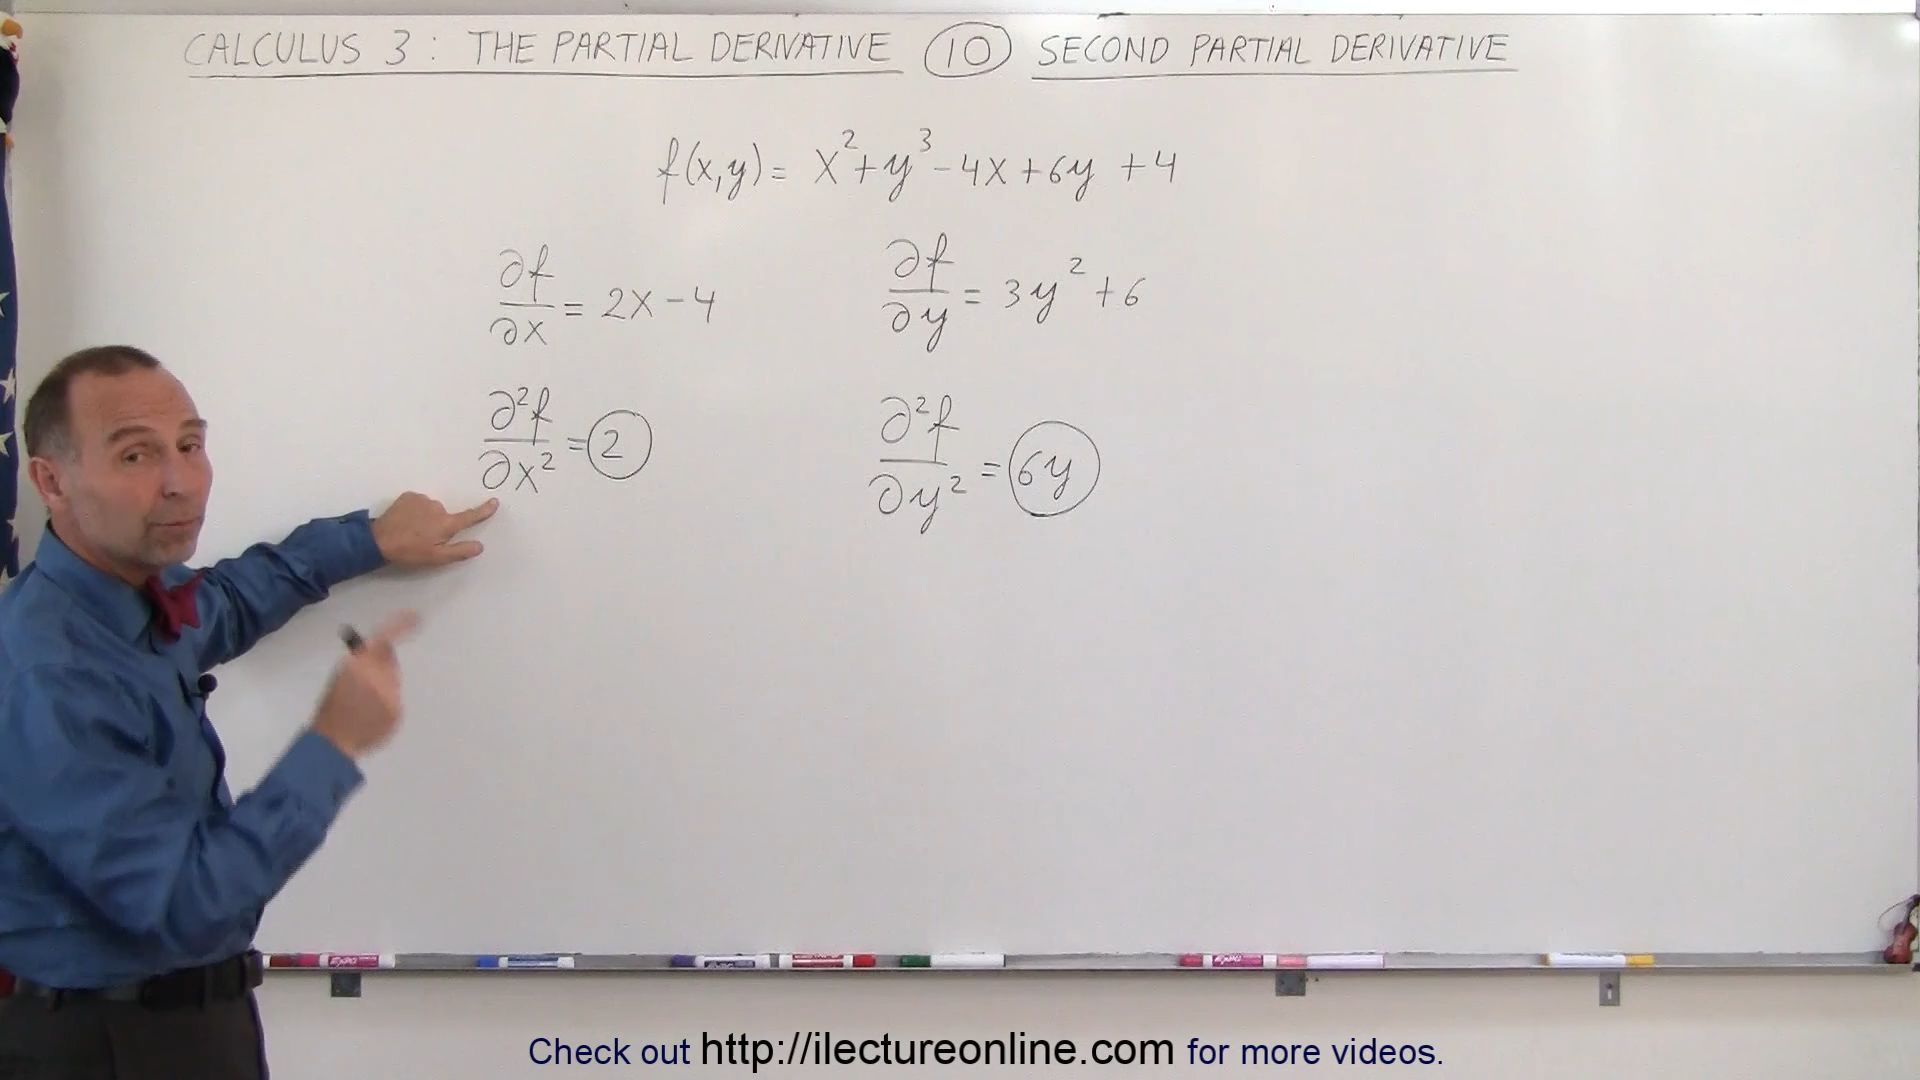 CALCULUS 3: THE PARTIAL DERIVATIVE 10 SECOND PARTIAL DERIVATIVE
f(x,y) = x² + y³ - 4x + 6y + 4
∂f/∂x = 2x - 4
∂f/∂y = 3y² + 6
∂²f/∂x² = 2
∂²f/∂y² = 6y
Check out http://ilectureonline.com for more videos.